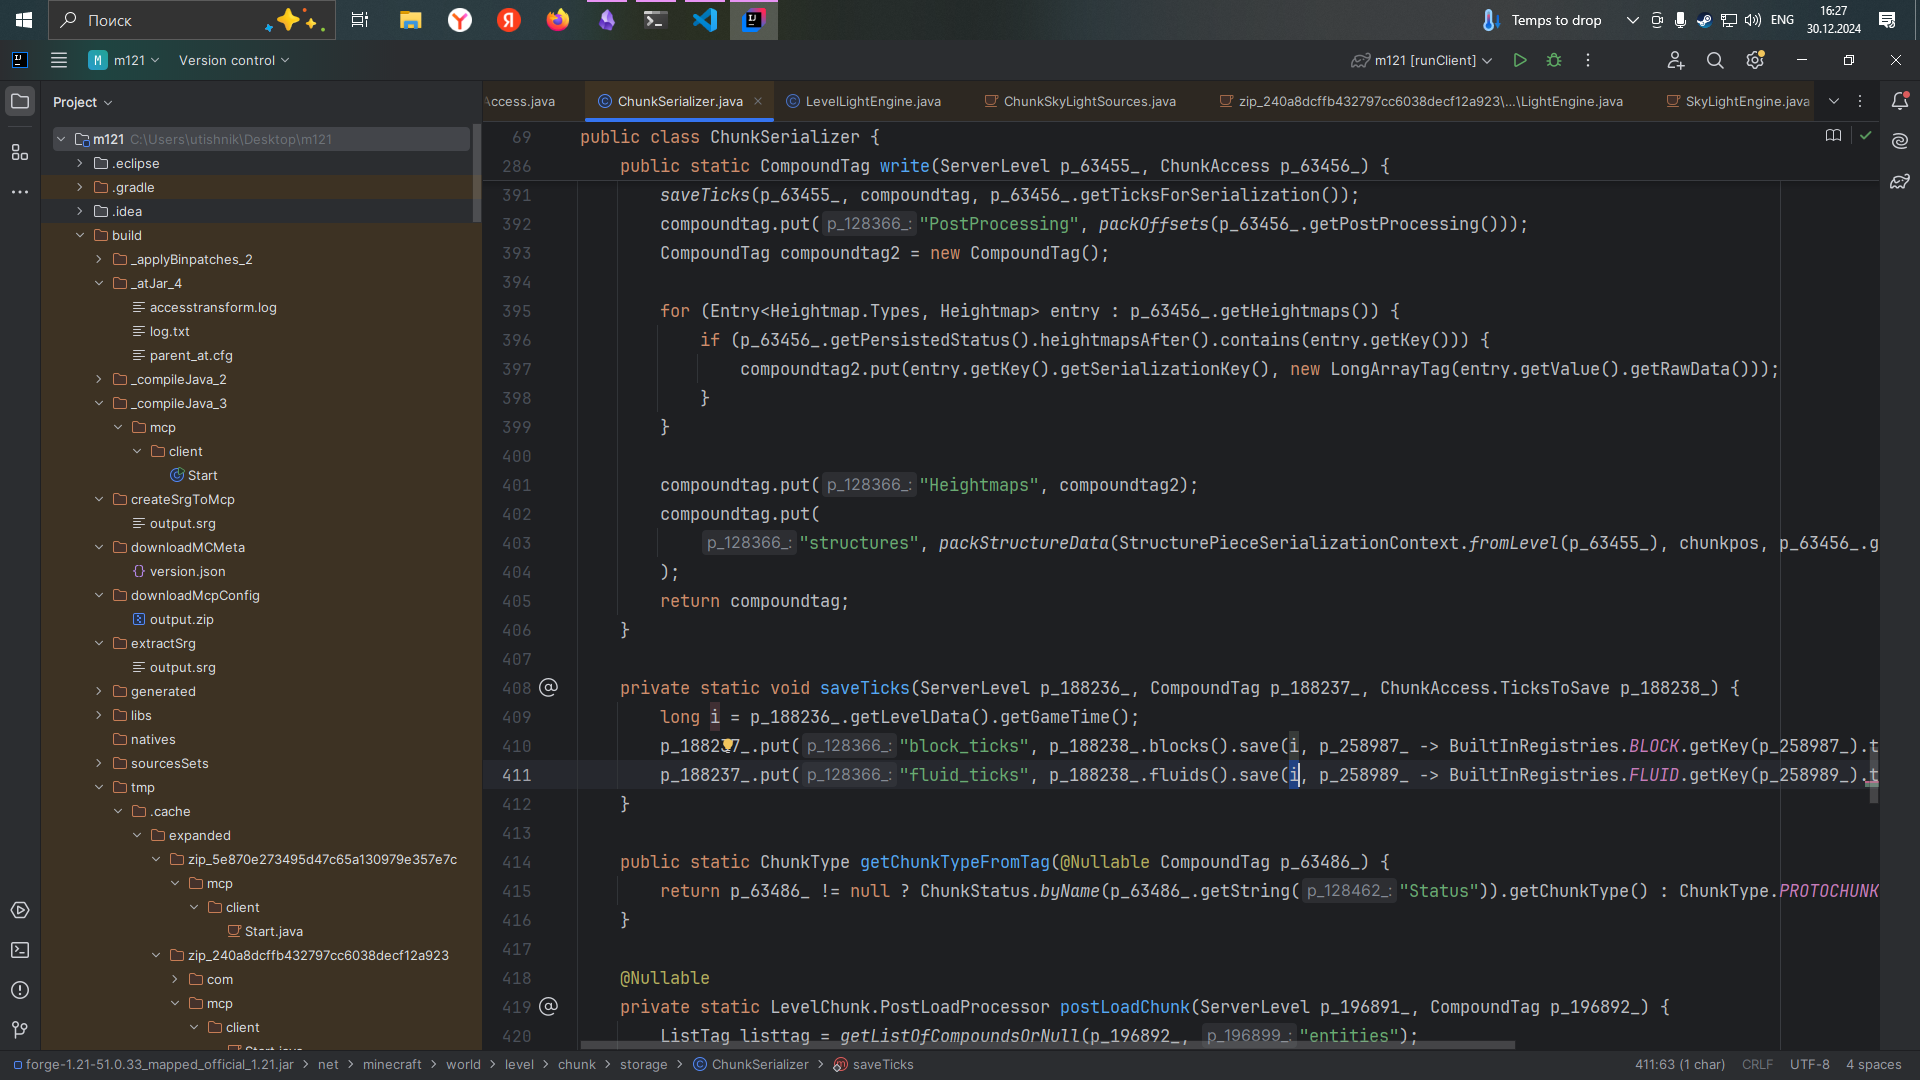 Поиск
Temps to drop
ENG
16:27
30.12.2024
M
m121
Version control
m121 [runClient]
Project
Access.java
ChunkSerializer.java
LevelLightEngine.java
ChunkSkyLightSources.java
zip_240a8dcffb432797cc6038decf12a923\...\LightEngine.java
SkyLightEngine.java
m121 C:\Users\utishnik\Desktop\m121
.eclipse
.gradle
.idea
build
_applyBinpatches_2
_atJar_4
accesstransform.log
log.txt
parent_at.cfg
_compileJava_2
_compileJava_3
mcp
client
Start
createSrgToMcp
output.srg
downloadMCMeta
version.json
downloadMcpConfig
output.zip
extractSrg
output.srg
generated
libs
natives
sourcesSets
tmp
.cache
expanded
zip_5e870e273495d47c65a130979e357e7c
mcp
client
Start.java
zip_240a8dcffb432797cc6038decf12a923
com
mcp
client
Start.java
69 public class ChunkSerializer {
286 public static CompoundTag write(ServerLevel p_63455_, ChunkAccess p_63456_) {
391 saveTicks(p_63455_, compoundtag, p_63456_.getTicksForSerialization());
392 compoundtag.put( p_128366_: "PostProcessing", packOffsets(p_63456_.getPostProcessing()));
393 CompoundTag compoundtag2 = new CompoundTag();
394
395 for (Entry<Heightmap.Types, Heightmap> entry : p_63456_.getHeightmaps()) {
396 if (p_63456_.getPersistedStatus().heightmapsAfter().contains(entry.getKey())) {
397 compoundtag2.put(entry.getKey().getSerializationKey(), new LongArrayTag(entry.getValue().getRawData()));
398 }
399 }
400
401 compoundtag.put( p_128366_: "Heightmaps", compoundtag2);
402 compoundtag.put(
403 p_128366_: "structures", packStructureData(StructurePieceSerializationContext.fromLevel(p_63455_), chunkpos, p_63456_.g
404 );
405 return compoundtag;
406 }
407
408 @ private static void saveTicks(ServerLevel p_188236_, CompoundTag p_188237_, ChunkAccess.TicksToSave p_188238_) {
409 long i = p_188236_.getLevelData().getGameTime();
410 p_188237_.put( p_128366_: "block_ticks", p_188238_.blocks().save(i, p_258987_ -> BuiltInRegistries.BLOCK.getKey(p_258987_).t
411 p_188237_.put( p_128366_: "fluid_ticks", p_188238_.fluids().save(i, p_258989_ -> BuiltInRegistries.FLUID.getKey(p_258989_).t
412 }
413
414 public static ChunkType getChunkTypeFromTag(@Nullable CompoundTag p_63486_) {
415 return p_63486_ != null ? ChunkStatus.byName(p_63486_.getString( p_128462_: "Status")).getChunkType() : ChunkType.PROTOCHUNK
416 }
417
418 @Nullable
419 @ private static LevelChunk.PostLoadProcessor postLoadChunk(ServerLevel p_196891_, CompoundTag p_196892_) {
420 ListTag listtag = getListOfCompoundsOrNull(p_196892_, p_196899_: "entities");
forge-1.21-51.0.33_mapped_official_1.21.jar > net > minecraft > world > level > chunk > storage > ChunkSerializer > saveTicks
411:63 (1 char) CRLF UTF-8 4 spaces